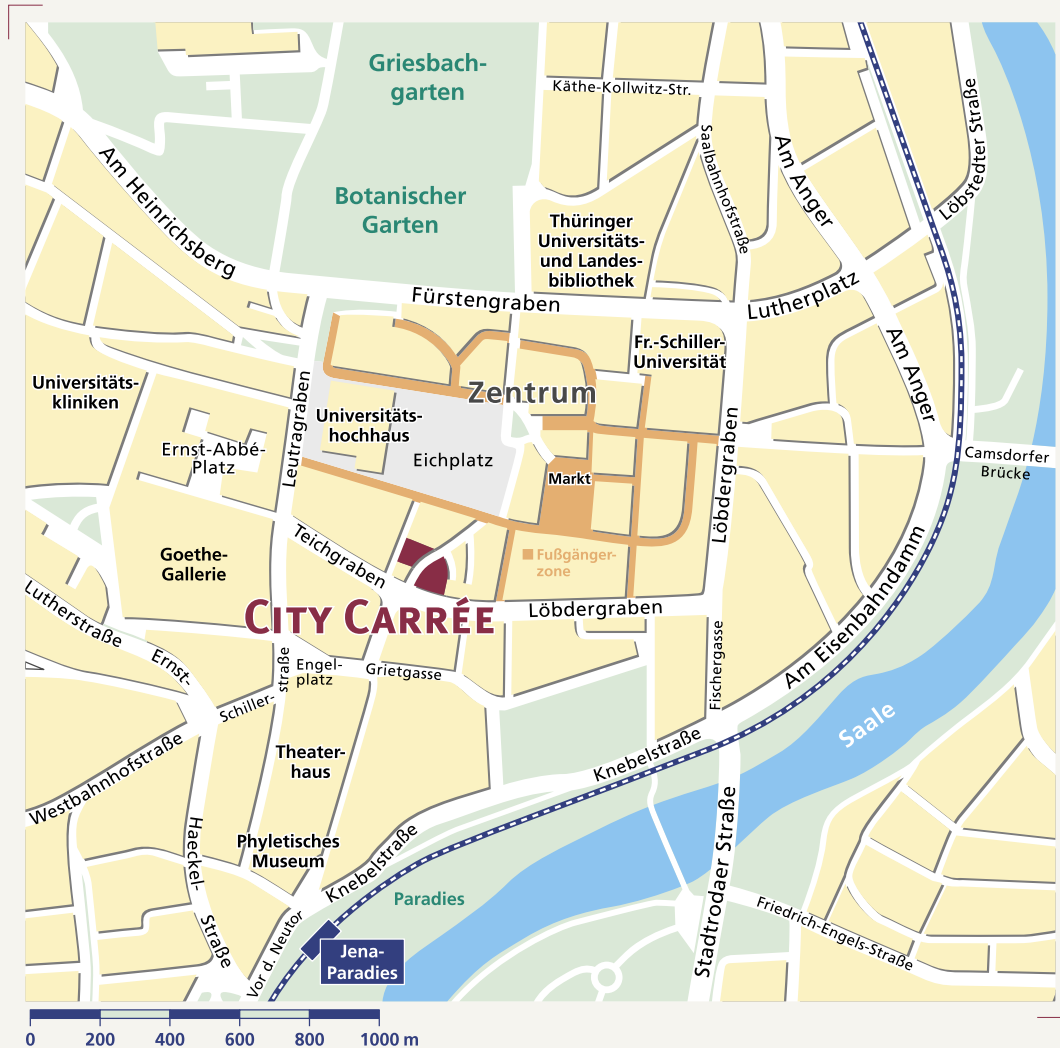 Griesbach-
garten
Käthe-Kollwitz-Str.
Löbstedter Straße
Am Heinrichsberg
Saalbahnhofstraße
Am Anger
Botanischer
Garten
Thüringer
Universitäts-
und Landes-
bibliothek
Fürstengraben
Lutherplatz
Fr.-Schiller-
Universität
Am Anger
Universitäts-
kliniken
Zentrum
Leutragraben
Universitäts-
hochhaus
Ernst-Abbé-
Platz
Eichplatz
Markt
Löbdergraben
Camsdorfer
Brücke
Teichgraben
Goethe-
Gallerie
Fußgänger-
zone
City Carrée
Löbdergraben
Lutherstraße
Am Eisenbahndamm
Fischergasse
Ernst-
Engel-
platz
Grietgasse
Schiller-
straße
Saale
Westbahnhofstraße
Theater-
haus
Knebelstraße
Haeckel-
Straße
Phyletisches
Museum
Knebelstraße
Stadtrodaer Straße
Paradies
Friedrich-Engels-Straße
Vor d. Neutor
Jena-
Paradies
0 200 400 600 800 1000 m